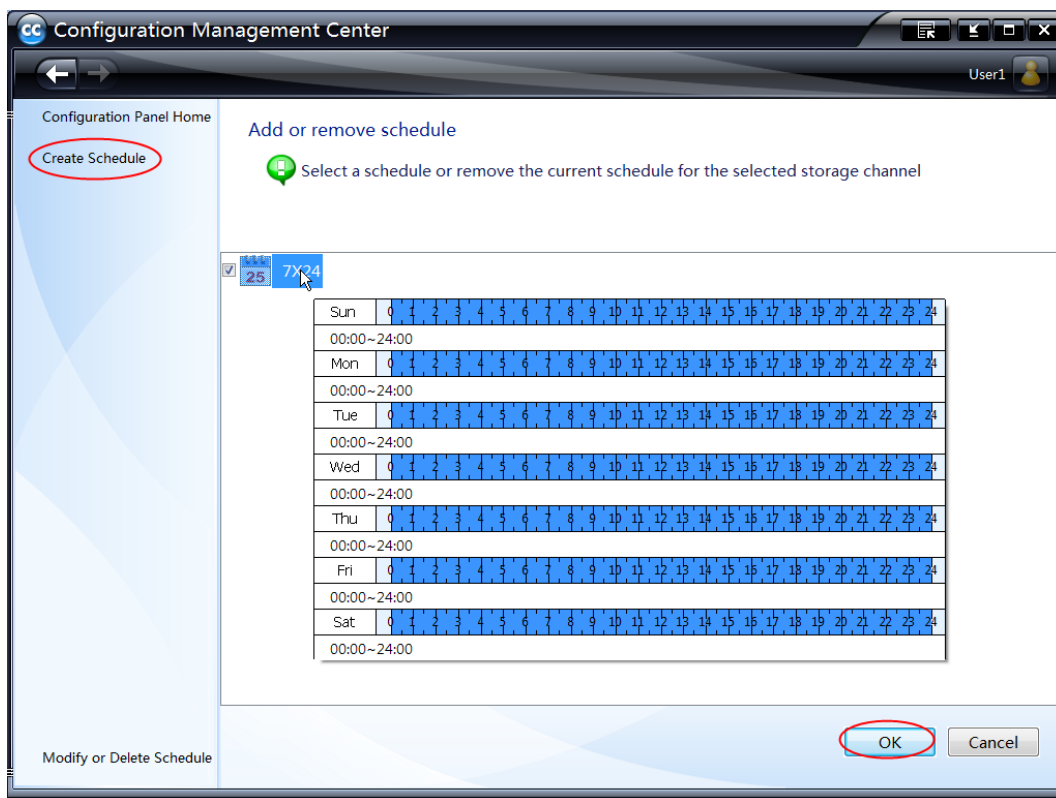 CC Configuration Management Center
User1
Configuration Panel Home
Create Schedule
Add or remove schedule
Select a schedule or remove the current schedule for the selected storage channel
25 7X24
Sun 0 1 2 3 4 5 6 7 8 9 10 11 12 13 14 15 16 17 18 19 20 21 22 23 24
00:00~24:00
Mon 0 1 2 3 4 5 6 7 8 9 10 11 12 13 14 15 16 17 18 19 20 21 22 23 24
00:00~24:00
Tue 0 1 2 3 4 5 6 7 8 9 10 11 12 13 14 15 16 17 18 19 20 21 22 23 24
00:00~24:00
Wed 0 1 2 3 4 5 6 7 8 9 10 11 12 13 14 15 16 17 18 19 20 21 22 23 24
00:00~24:00
Thu 0 1 2 3 4 5 6 7 8 9 10 11 12 13 14 15 16 17 18 19 20 21 22 23 24
00:00~24:00
Fri 0 1 2 3 4 5 6 7 8 9 10 11 12 13 14 15 16 17 18 19 20 21 22 23 24
00:00~24:00
Sat 0 1 2 3 4 5 6 7 8 9 10 11 12 13 14 15 16 17 18 19 20 21 22 23 24
00:00~24:00
Modify or Delete Schedule
OK
Cancel